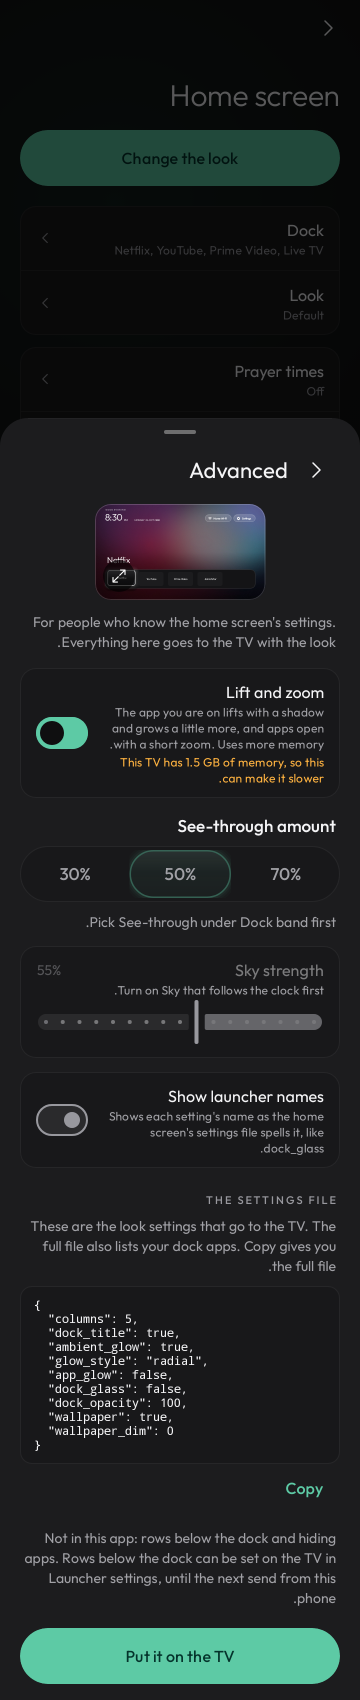 Home screen
Change the look
Dock
Netflix, YouTube, Prime Video, Live TV
Look
Default
Prayer times
Off
Advanced
8:30
Netflix
For people who know the home screen's settings.
.Everything here goes to the TV with the look
Lift and zoom
The app you are on lifts with a shadow
and grows a little more, and apps open
.with a short zoom. Uses more memory
This TV has 1.5 GB of memory, so this
.can make it slower
See-through amount
30%
50%
70%
.Pick See-through under Dock band first
55%
Sky strength
.Turn on Sky that follows the clock first
Show launcher names
Shows each setting's name as the home
screen's settings file spells it, like
.dock_glass
THE SETTINGS FILE
These are the look settings that go to the TV. The
full file also lists your dock apps. Copy gives you
.the full file
{
"columns": 5,
"dock_title": true,
"ambient_glow": true,
"glow_style": "radial",
"app_glow": false,
"dock_glass": false,
"dock_opacity": 100,
"wallpaper": true,
"wallpaper_dim": 0
}
Copy
Not in this app: rows below the dock and hiding
apps. Rows below the dock can be set on the TV in
Launcher settings, until the next send from this
.phone
Put it on the TV